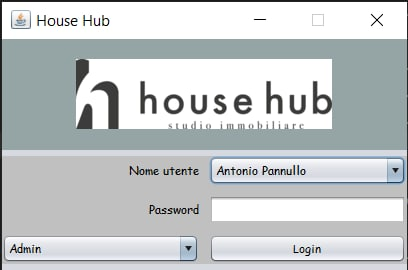 House Hub
house hub
studio immobiliare
Nome utente
Antonio Pannullo
Password
Admin
Login